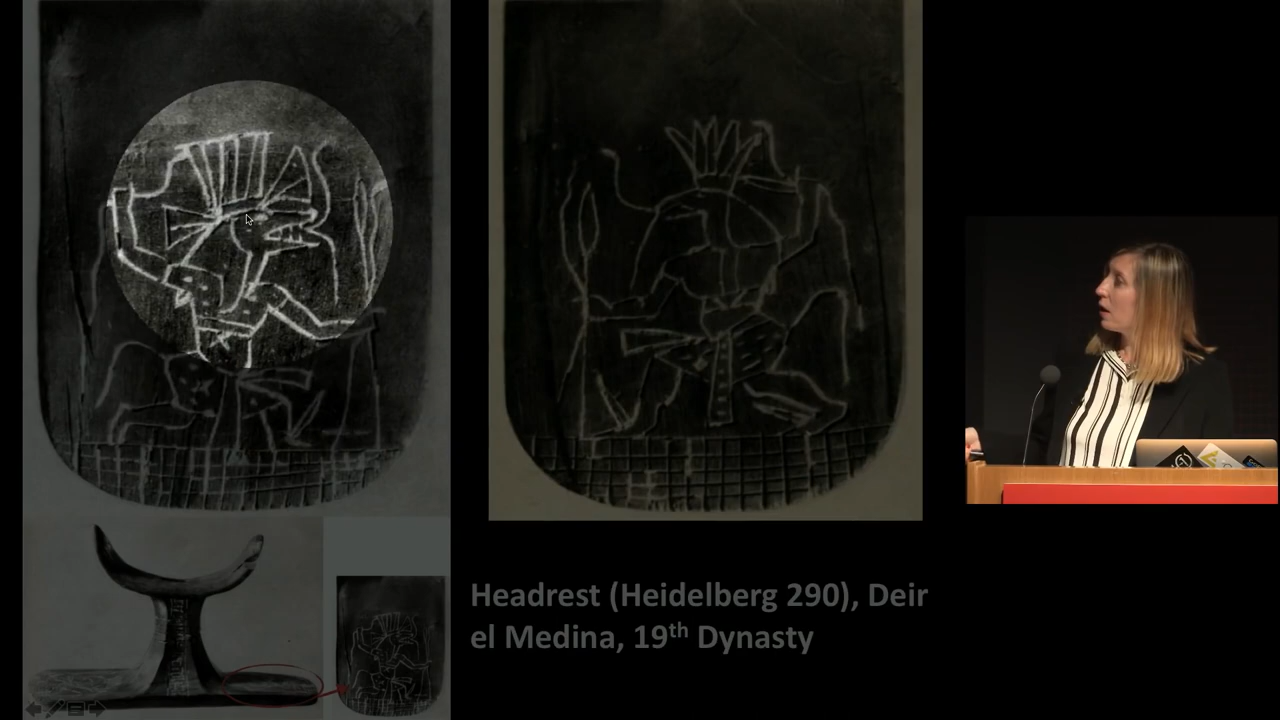 Headrest (Heidelberg 290), Deir
el Medina, 19th Dynasty